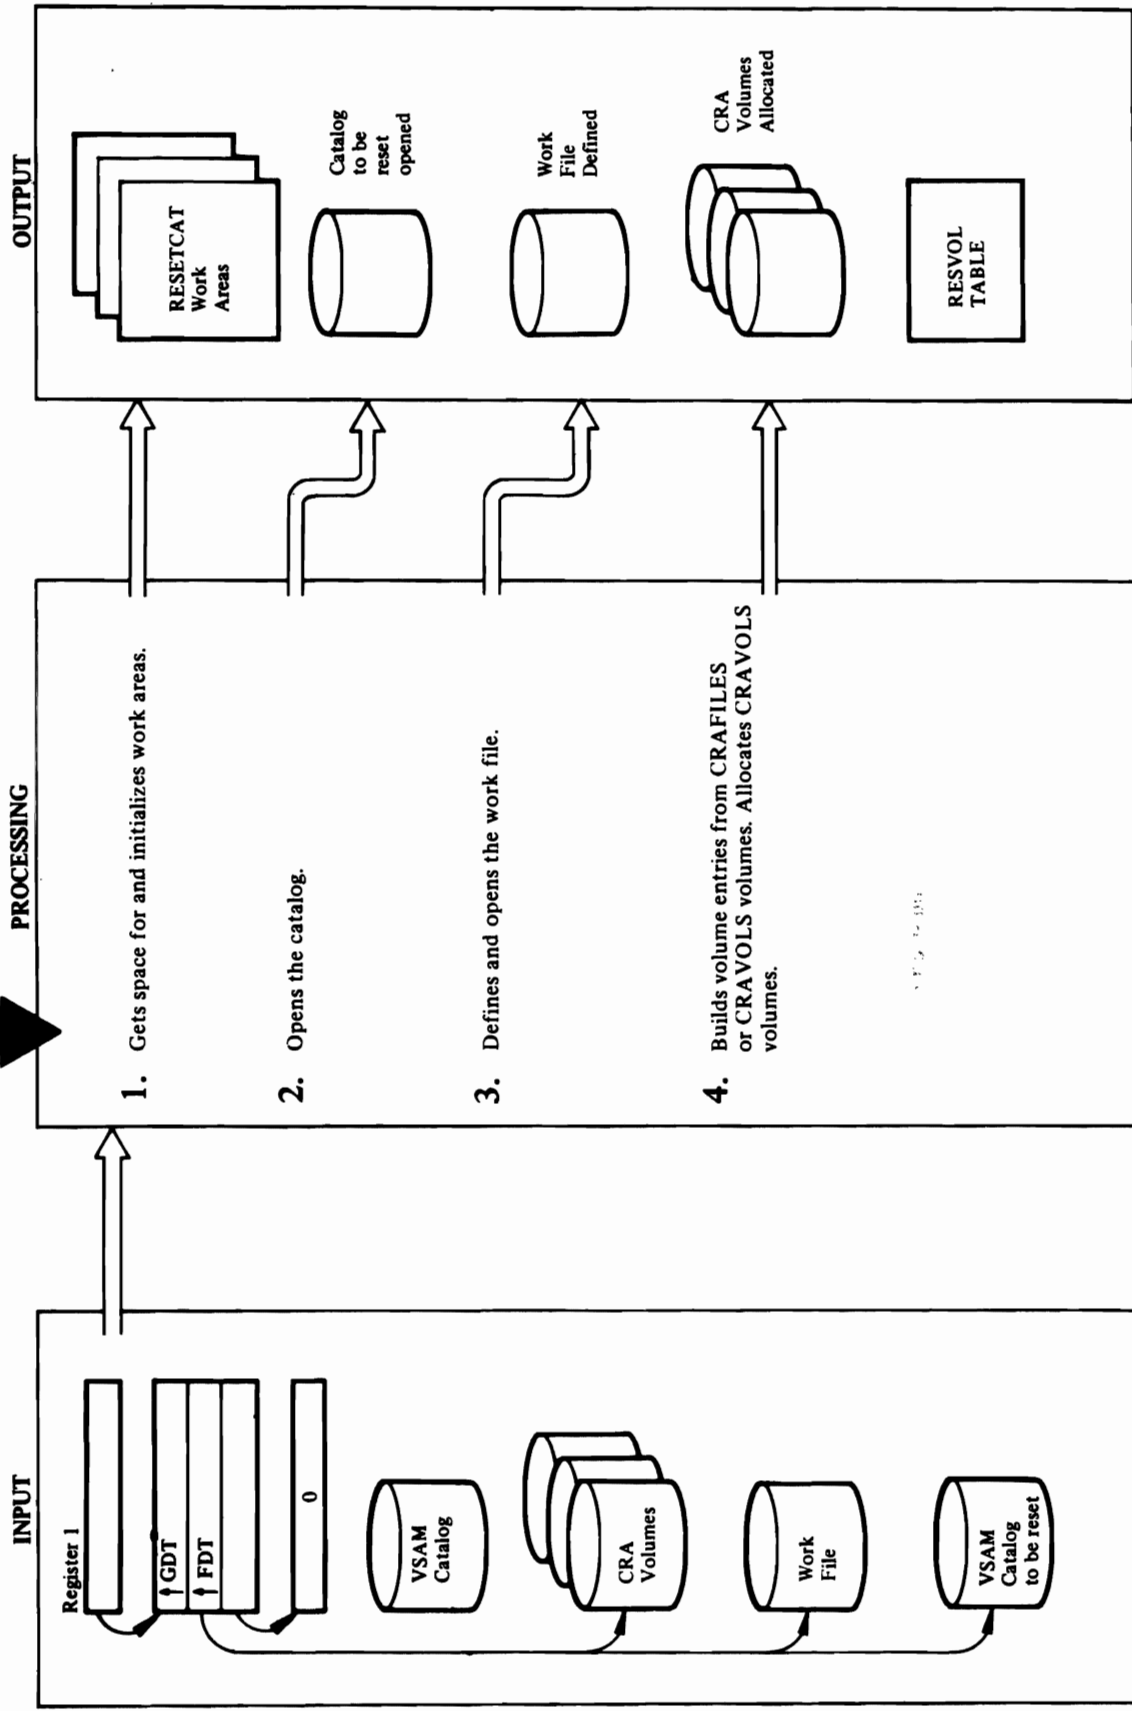 INPUT
Register 1
GDT
FDT
0
VSAM
Catalog
CRA
Volumes
Work
File
VSAM
Catalog
to be reset
PROCESSING
1. Gets space for and initializes work areas.
2. Opens the catalog.
3. Defines and opens the work file.
4. Builds volume entries from CRAFILES
or CRAVOLS volumes. Allocates CRAVOLS
volumes.
OUTPUT
RESETCAT
Work
Areas
Catalog
to be
reset
opened
Work
File
Defined
CRA
Volumes
Allocated
RESVOL
TABLE